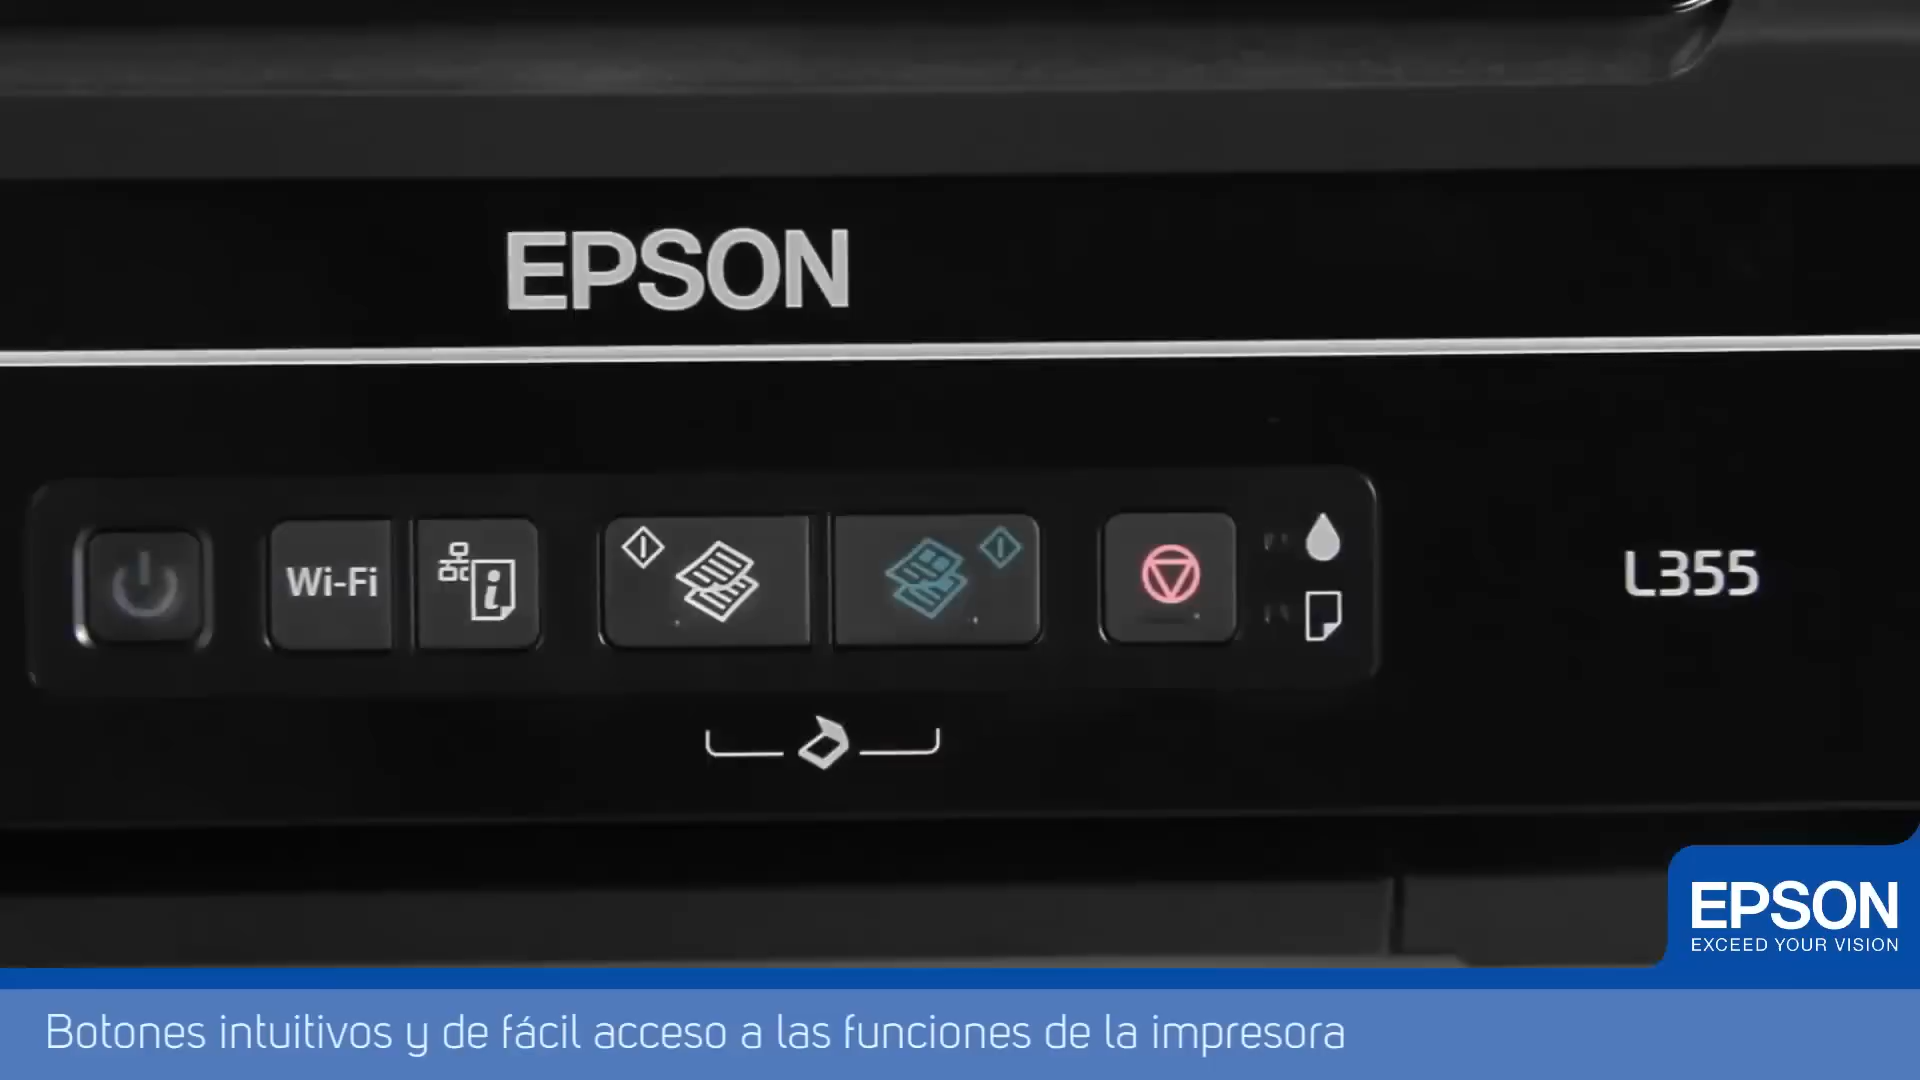 EPSON
Wi-Fi
L355
EPSON
EXCEED YOUR VISION
Botones intuitivos y de fácil acceso a las funciones de la impresora